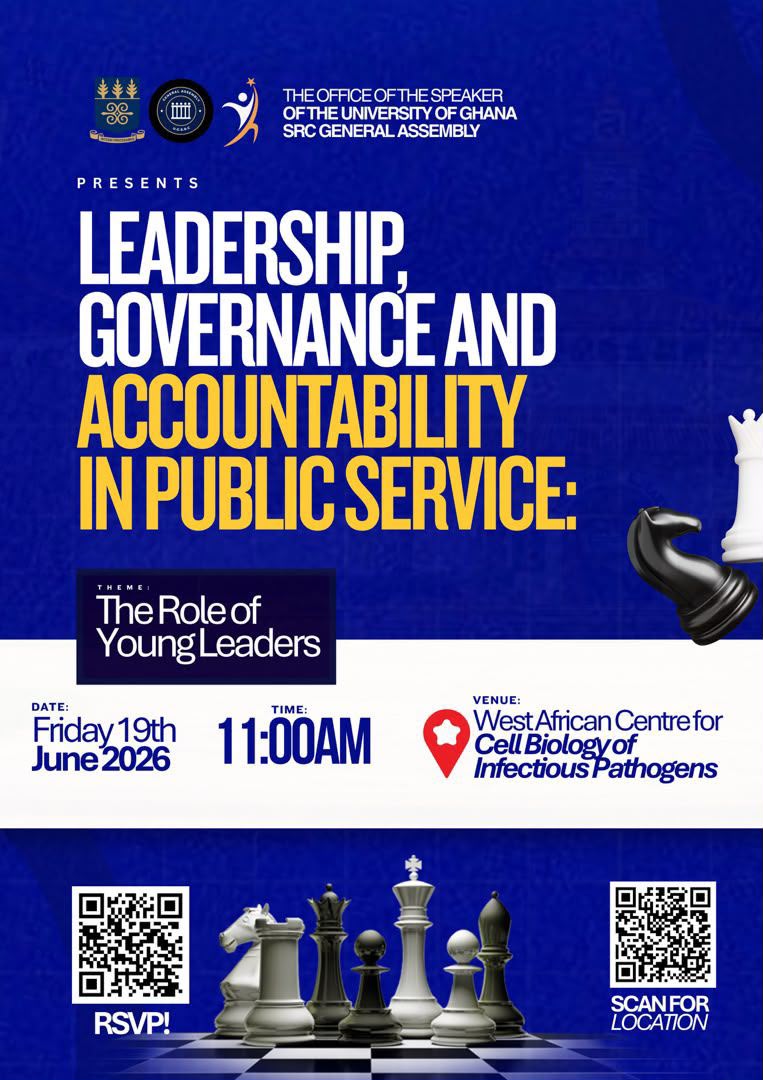 THE OFFICE OF THE SPEAKER
OF THE UNIVERSITY OF GHANA
SRC GENERAL ASSEMBLY
GENERAL ASSEMBLY
PRESENTS
LEADERSHIP,
GOVERNANCE AND
ACCOUNTABILITY
IN PUBLIC SERVICE:
THEME:
The Role of
Young Leaders
DATE:
Friday 19th
June 2026
TIME:
11:00AM
VENUE:
West African Centre for
Cell Biology of
Infectious Pathogens
RSVP!
SCAN FOR
LOCATION